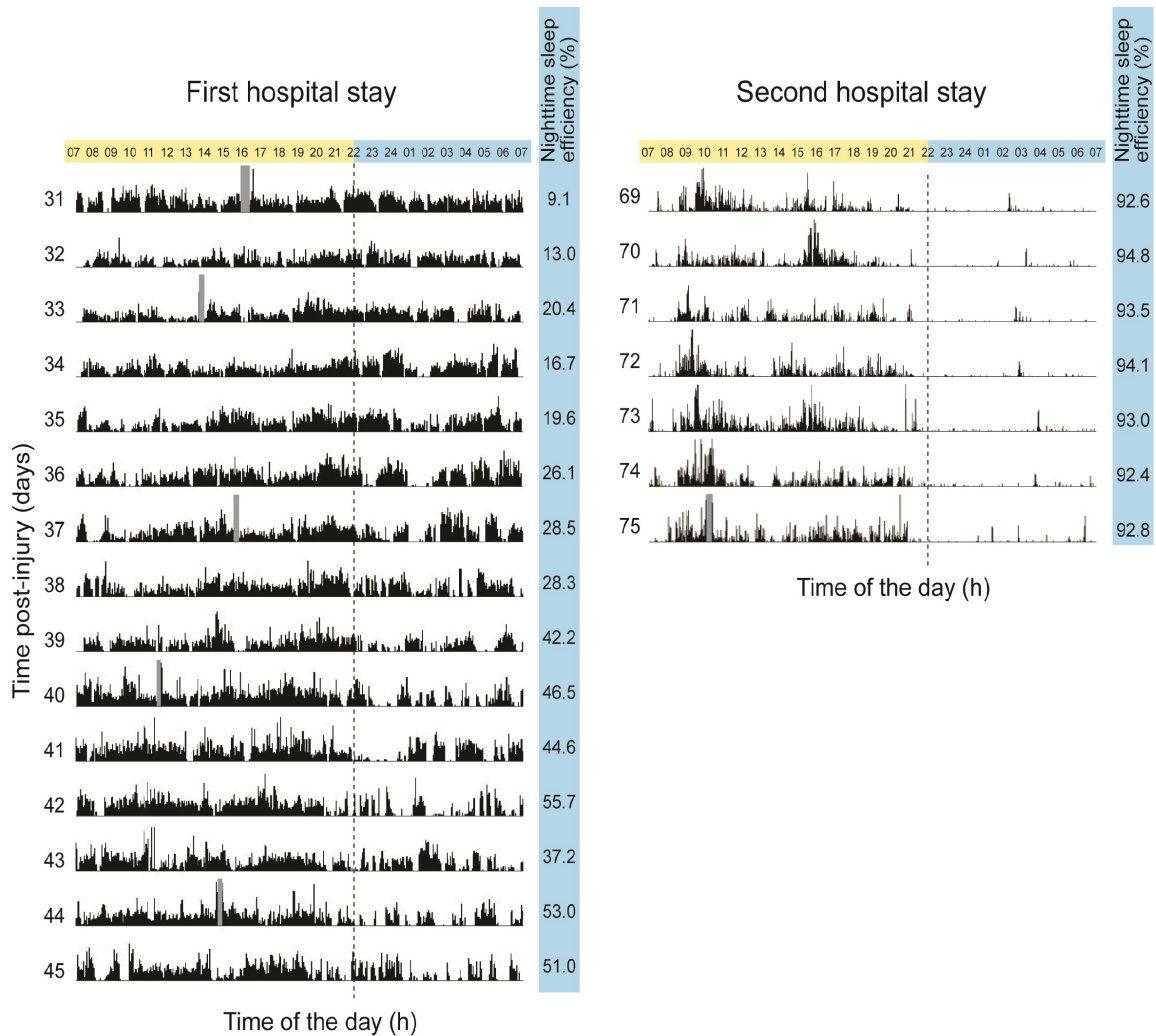 First hospital stay
Nighttime sleep
efficiency (%)
07 08 09 10 11 12 13 14 15 16 17 18 19 20 21 22 23 24 01 02 03 04 05 06 07
31 9.1
32 13.0
33 20.4
34 16.7
35 19.6
36 26.1
37 28.5
38 28.3
39 42.2
40 46.5
41 44.6
42 55.7
43 37.2
44 53.0
45 51.0
Time post-injury (days)
Time of the day (h)
Second hospital stay
Nighttime sleep
efficiency (%)
07 08 09 10 11 12 13 14 15 16 17 18 19 20 21 22 23 24 01 02 03 04 05 06 07
69 92.6
70 94.8
71 93.5
72 94.1
73 93.0
74 92.4
75 92.8
Time of the day (h)